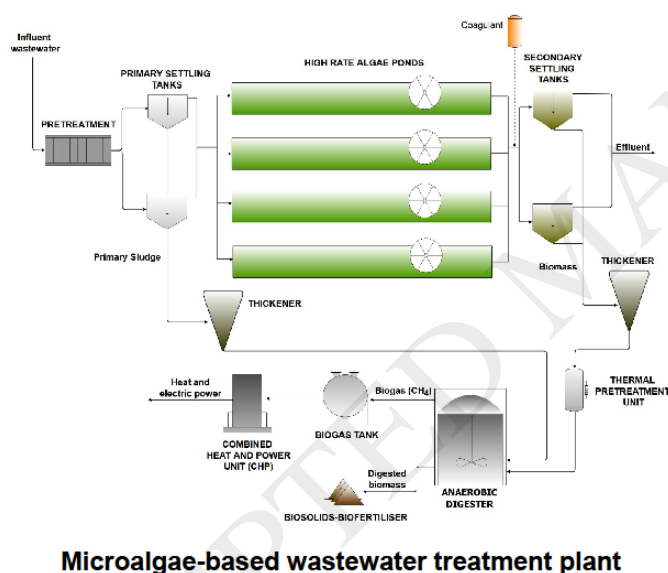 Coagulant
Influent
wastewater
HIGH RATE ALGAE PONDS
SECONDARY
SETTLING
TANKS
PRIMARY SETTLING
TANKS
PRETREATMENT
Effluent
Primary Sludge
Biomass
THICKENER
THICKENER
Heat and
electric power
Biogas (CH4)
THERMAL
PRETREATMENT
UNIT
BIOGAS TANK
COMBINED
HEAT AND POWER
UNIT (CHP)
Digested
biomass
ANAEROBIC
DIGESTER
BIOSOLIDS-BIOFERTILISER
Microalgae-based wastewater treatment plant